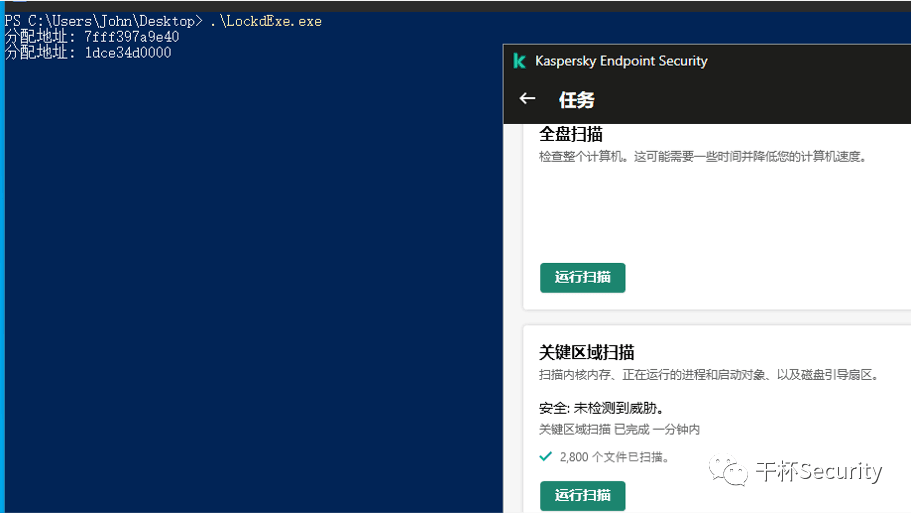 PS C:\Users\John\Desktop> .\LockdExe.exe
分配地址: 7fff397a9e40
分配地址: 1dce34d0000
Kaspersky Endpoint Security
任务
全盘扫描
检查整个计算机。这可能需要一些时间并降低您的计算机速度。
运行扫描
关键区域扫描
扫描内核内存、正在运行的进程和启动对象、以及磁盘引导扇区。
安全: 未检测到威胁。
关键区域扫描 已完成 一分钟内
2,800 个文件已扫描。
运行扫描
干杯Security